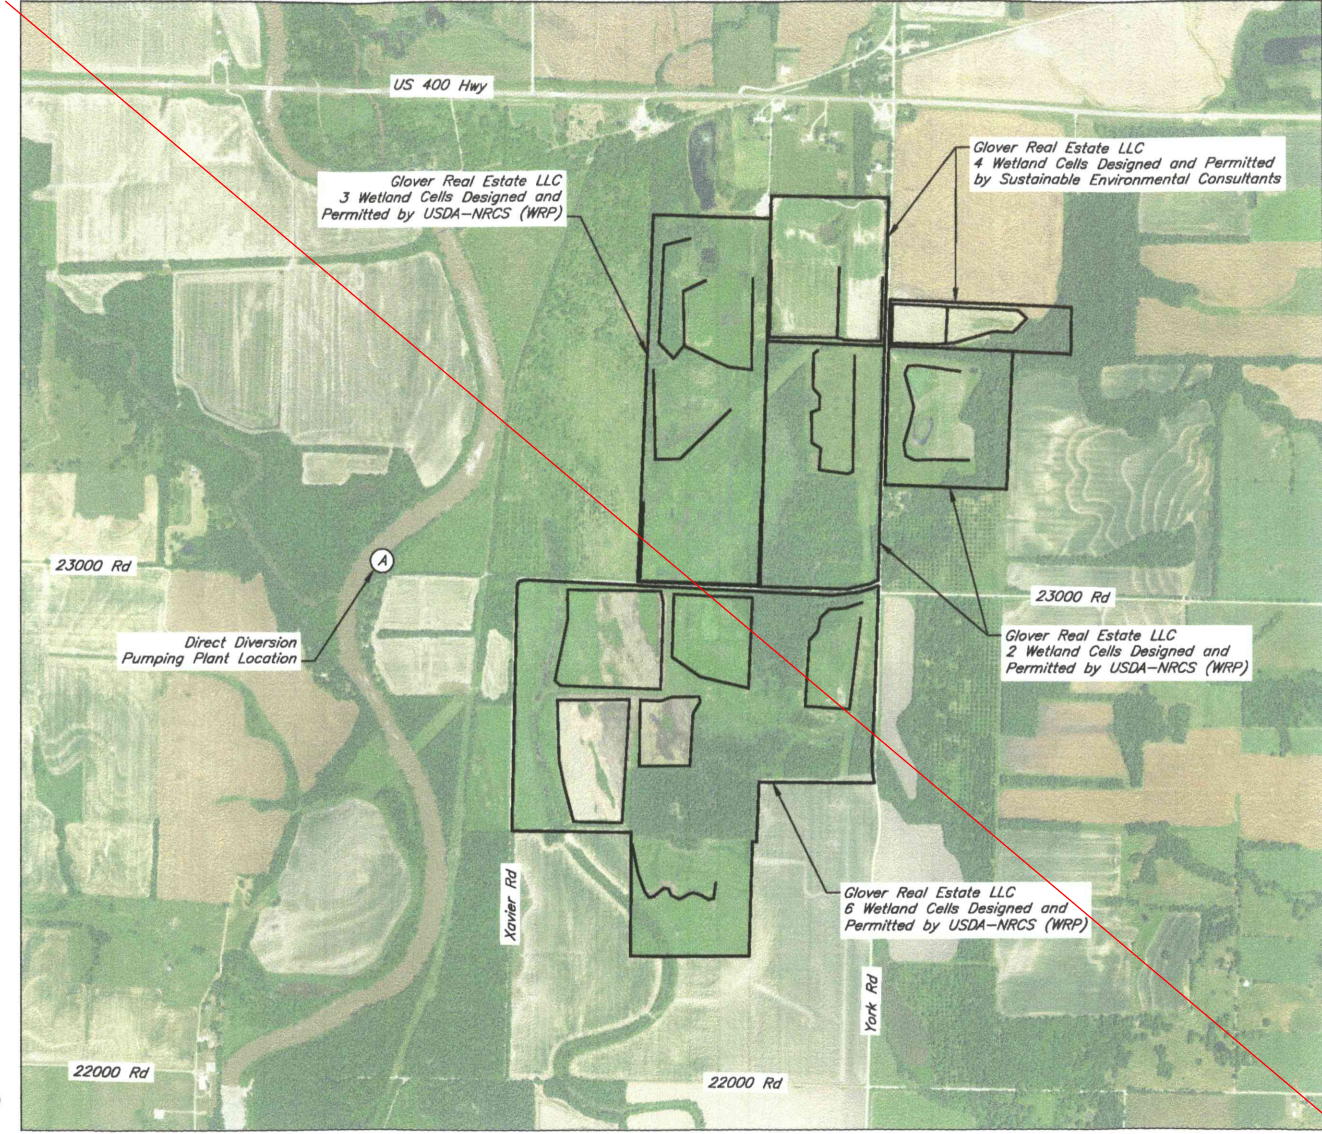 US 400 Hwy
Glover Real Estate LLC
4 Wetland Cells Designed and Permitted
by Sustainable Environmental Consultants
Glover Real Estate LLC
3 Wetland Cells Designed and
Permitted by USDA-NRCS (WRP)
23000 Rd
A
23000 Rd
Direct Diversion
Pumping Plant Location
Glover Real Estate LLC
2 Wetland Cells Designed and
Permitted by USDA-NRCS (WRP)
Xavier Rd
Glover Real Estate LLC
6 Wetland Cells Designed and
Permitted by USDA-NRCS (WRP)
York Rd
22000 Rd
22000 Rd